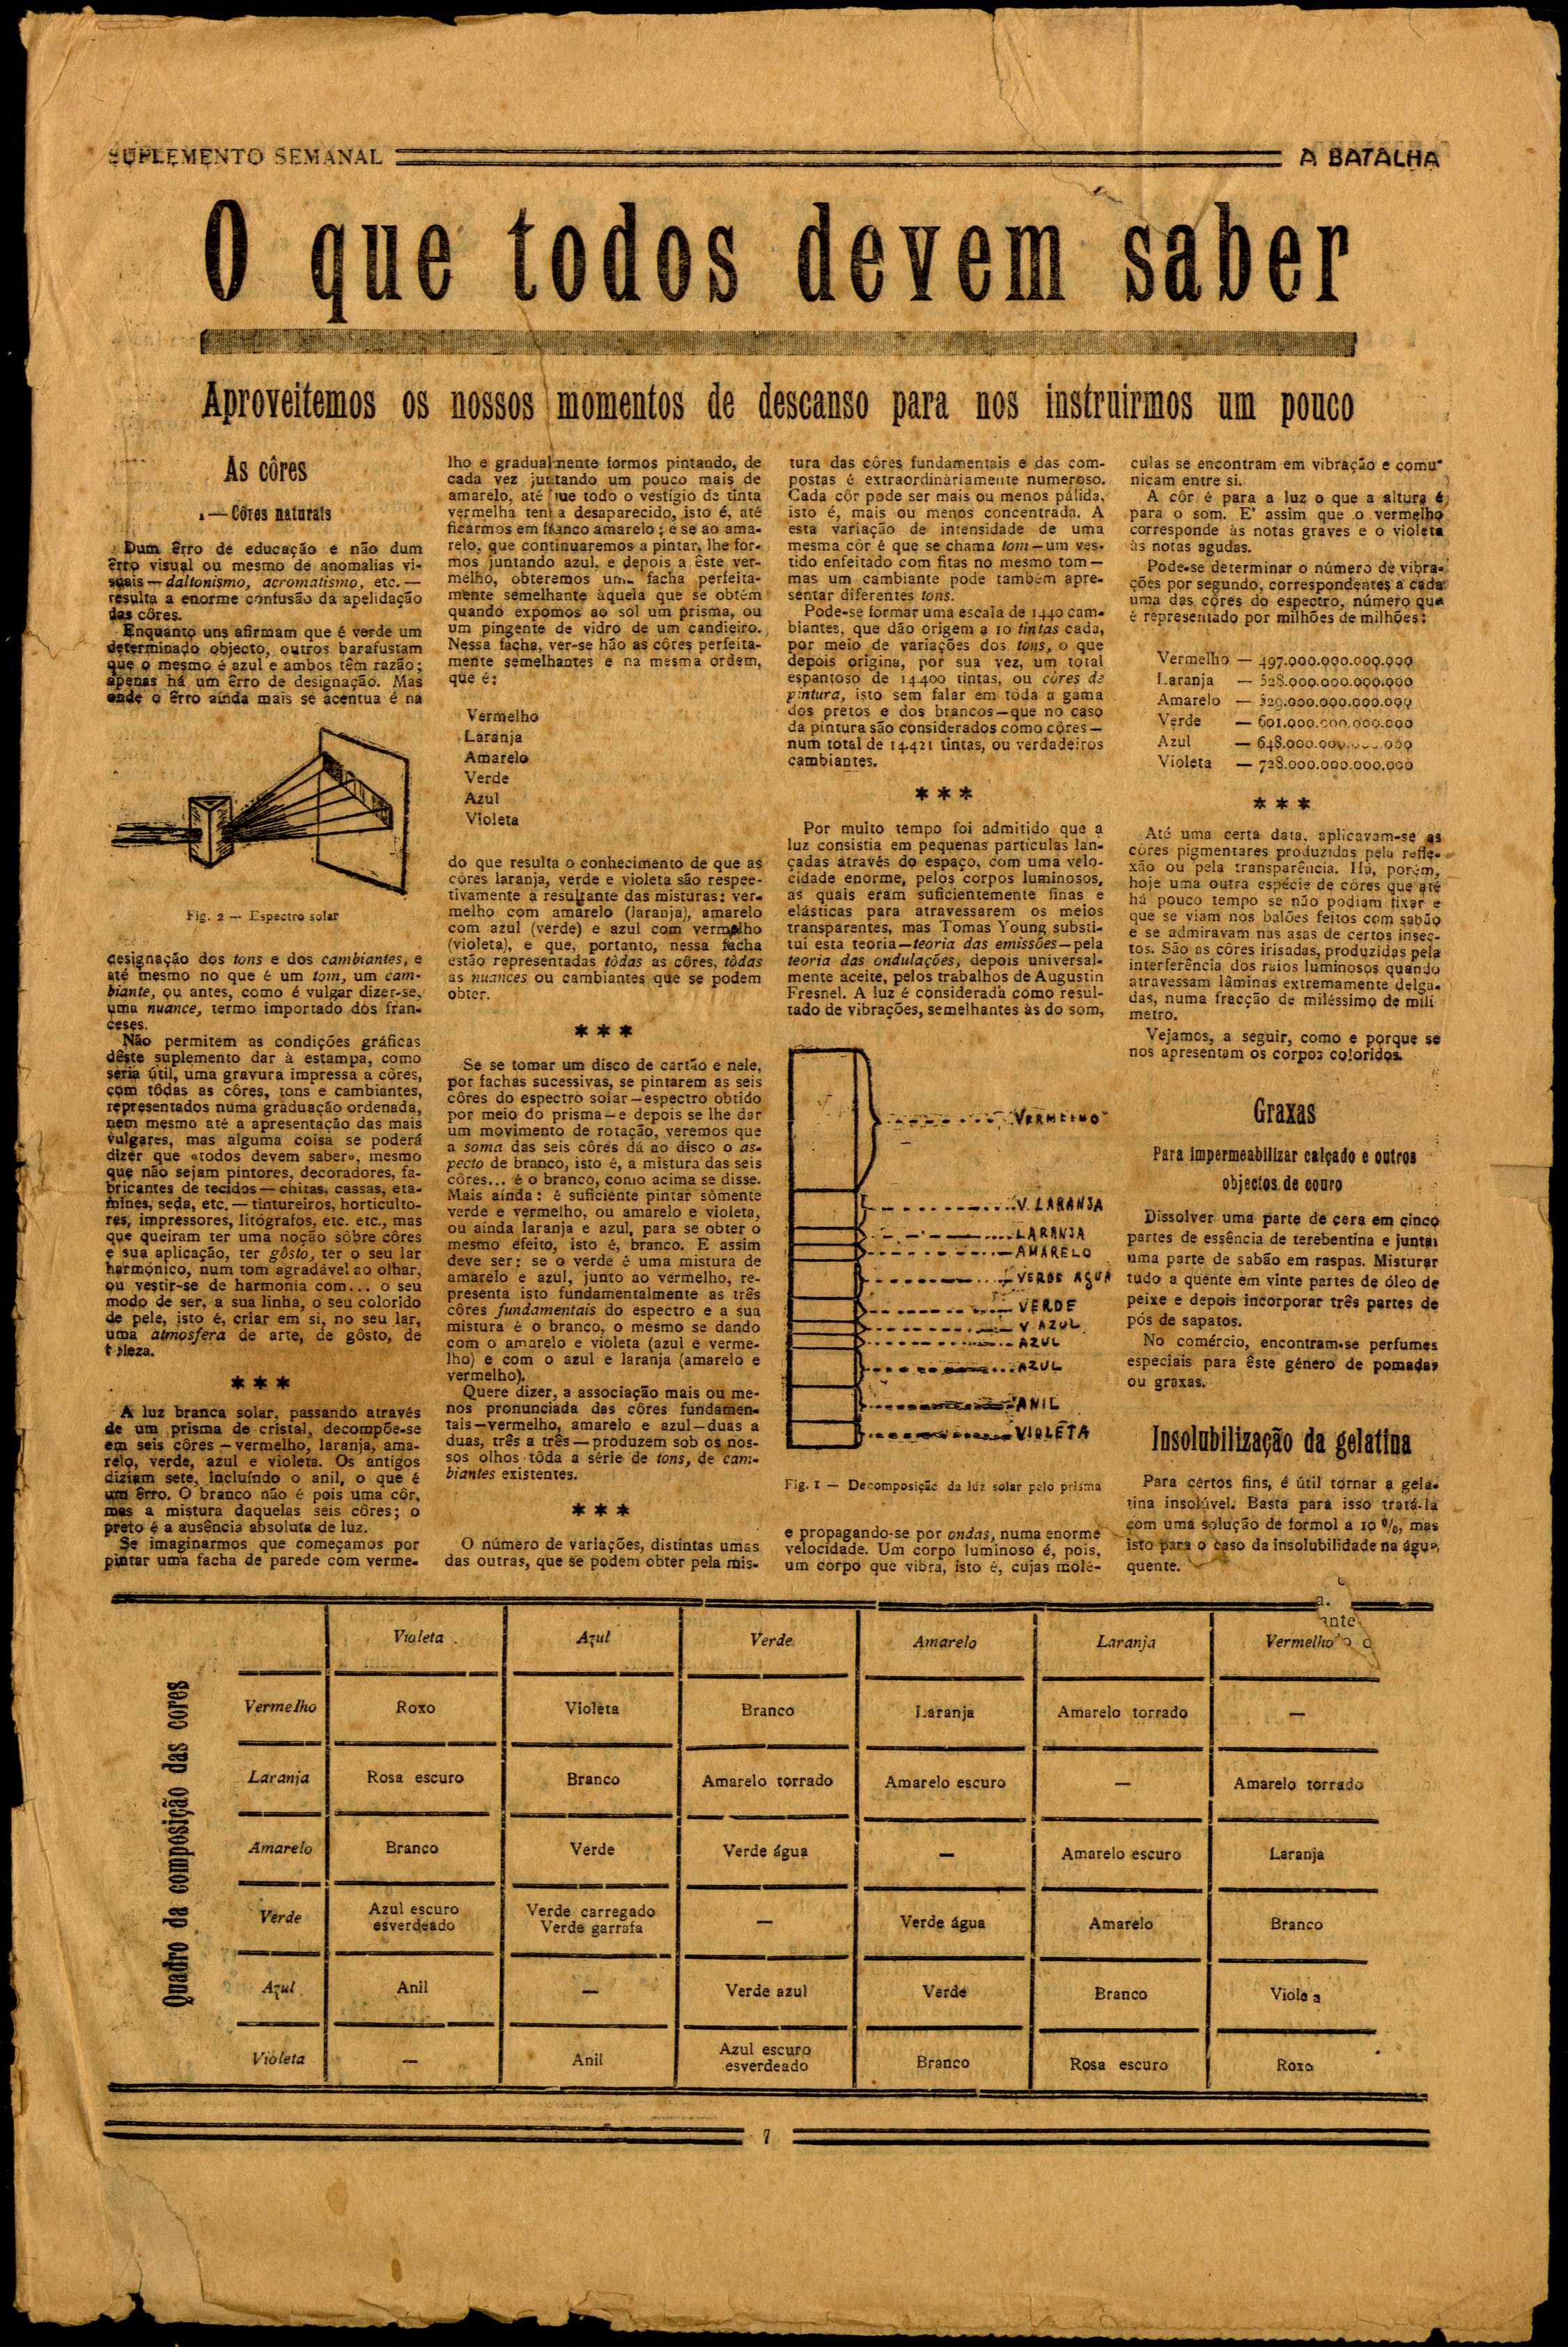 SUPLEMENTO SEMANAL
A BATALHA
O que todos devem saber
Aproveitemos os nossos momentos de descanso para nos instruirmos um pouco
As côres
— Côres naturais
Dum êrro de educação e não dum
êrro visual ou mesmo de anomalias vi-
suais — daltonismo, acromatismo, etc. —
resulta a enorme confusão da apelidação
das côres.
Enquanto uns afirmam que é verde um
determinado objecto, outros barafustam
que o mesmo é azul e ambos têm razão;
apenas há um êrro de designação. Mas
onde o êrro ainda mais se acentua é na
Fig. 2 — Espectro solar
designação dos tons e dos cambiantes, e
até mesmo no que é um tom, um cam-
biante, ou antes, como é vulgar dizer-se,
uma nuance, termo importado dos fran-
ceses.
Não permitem as condições gráficas
dêste suplemento dar à estampa, como
seria útil, uma gravura impressa a côres,
com tôdas as côres, tons e cambiantes,
representados numa graduação ordenada,
nem mesmo até a apresentação das mais
vulgares, mas alguma coisa se poderá
dizer que «todos devem saber», mesmo
que não sejam pintores, decoradores, fa-
bricantes de tecidos — chitas, cassas, eta-
mines, seda, etc. — tintureiros, horticulto-
res, impressores, litógrafos, etc. etc., mas
que queiram ter uma noção sôbre côres
e sua aplicação, ter gôsto, ter o seu lar
harmónico, num tom agradável ao olhar,
ou vestir-se de harmonia com... o seu
modo de ser, a sua linha, o seu colorido
de pele, isto é, criar em si, no seu lar,
uma atmosfera de arte, de gôsto, de
* * *
A luz branca solar, passando através
de um prisma de cristal, decompõe-se
em seis côres — vermelho, laranja, ama-
relo, verde, azul e violeta. Os antigos
diziam sete, incluíndo o anil, o que é
um êrro. O branco não é pois uma côr,
mas a mistura daquelas seis côres; o
preto é a ausência absoluta de luz.
Se imaginarmos que começamos por
pintar uma facha de parede com verme-
lho e gradualmente formos pintando, de
cada vez juntando um pouco mais de
amarelo, até que todo o vestígio de tinta
vermelha tenha desaparecido, isto é, até
ficarmos em franco amarelo; e se ao ama-
relo, que continuaremos a pintar, lhe for-
mos juntando azul, e depois a êste ver-
melho, obteremos uma facha perfeita-
mente semelhante àquela que se obtém
quando expomos ao sol um prisma, ou
um pingente de vidro de um candieiro.
Nessa facha, ver-se hão as côres perfeita-
mente semelhantes e na mesma ordem,
que é:
Vermelho
Laranja
Amarelo
Verde
Azul
Violeta
do que resulta o conhecimento de que as
côres laranja, verde e violeta são respec-
tivamente a resultante das misturas: ver-
melho com amarelo (laranja), amarelo
com azul (verde) e azul com vermelho
(violeta), e que, portanto, nessa facha
estão representadas tôdas as côres, tôdas
as nuances ou cambiantes que se podem
obter.
* * *
Se se tomar um disco de cartão e nele,
por fachas sucessivas, se pintarem as seis
côres do espectro solar — espectro obtido
por meio do prisma — e depois se lhe dar
um movimento de rotação, veremos que
a soma das seis côres dá ao disco o as-
pecto de branco, isto é, a mistura das seis
côres... é o branco, como acima se disse.
Mais ainda: é suficiente pintar sòmente
verde e vermelho, ou amarelo e violeta,
ou ainda laranja e azul, para se obter o
mesmo efeito, isto é, branco. E assim
deve ser: se o verde é uma mistura de
amarelo e azul, junto ao vermelho, re-
presenta isto fundamentalmente as três
côres fundamentais do espectro e a sua
mistura é o branco, o mesmo se dando
com o amarelo e violeta (azul e verme-
lho) e com o azul e laranja (amarelo e
vermelho).
Quere dizer, a associação mais ou me-
nos pronunciada das côres fundamen-
tais — vermelho, amarelo e azul — duas a
duas, três a três — produzem sob os nos-
sos olhos tôda a série de tons, de cam-
biantes existentes.
* * *
O número de variações, distintas umas
das outras, que se podem obter pela mis-
tura das côres fundamentais e das com-
postas é extraordinàriamente numeroso.
Cada côr pode ser mais ou menos pálida,
isto é, mais ou menos concentrada. A
esta variação de intensidade de uma
mesma côr é que se chama tom — um ves-
tido enfeitado com fitas no mesmo tom —
mas um cambiante pode também apre-
sentar diferentes tons.
Pode-se formar uma escala de 1440 cam-
biantes, que dão origem a 10 tintas cada,
por meio de variações dos tons, o que
depois origina, por sua vez, um total
espantoso de 14.400 tintas, ou côres de
pintura, isto sem falar em tôda a gama
dos pretos e dos brancos — que no caso
da pintura são considerados como côres —
num total de 14.421 tintas, ou verdadeiros
cambiantes.
* * *
Por muito tempo foi admitido que a
luz consistia em pequenas partículas lan-
çadas através do espaço, com uma velo-
cidade enorme, pelos corpos luminosos,
as quais eram suficientemente finas e
elásticas para atravessarem os meios
transparentes, mas Tomas Young substi-
tui esta teoria — teoria das emissões — pela
teoria das ondulações, depois universal-
mente aceite, pelos trabalhos de Augustin
Fresnel. A luz é considerada como resul-
tado de vibrações, semelhantes às do som,
VERMELHO
V. LARANJA
LARANJA
AMARELO
VERDE AGUA
VERDE
V AZUL
AZUL
AZUL
ANIL
VIOLETA
Fig. 1 — Decomposição da luz solar pelo prisma
e propagando-se por ondas, numa enorme
velocidade. Um corpo luminoso é, pois,
um corpo que vibra, isto é, cujas molé-
culas se encontram em vibração e comu-
nicam entre si.
A côr é para a luz o que a altura é
para o som. E' assim que o vermelho
corresponde às notas graves e o violeta
às notas agudas.
Pode-se determinar o número de vibra-
ções por segundo, correspondentes a cada
uma das côres do espectro, número que
é representado por milhões de milhões:
Vermelho — 497.000.000.000.000
Laranja — 528.000.000.000.000
Amarelo — 529.000.000.000.000
Verde — 601.000.000.000.000
Azul — 648.000.000.000.000
Violeta — 728.000.000.000.000
* * *
Até uma certa data, aplicavam-se as
côres pigmentares produzidas pela refle-
xão ou pela transparência. Há, porém,
hoje uma outra espécie de côres que até
há pouco tempo se não podiam fixar e
que se viam nos balões feitos com sabão
e se admiravam nas asas de certos insec-
tos. São as côres irisadas, produzidas pela
interferência dos raios luminosos quando
atravessam lâminas extremamente delga-
das, numa fracção de miléssimo de mili
metro.
Vejamos, a seguir, como e porque se
nos apresentam os corpos coloridos.
Graxas
Para impermeabilizar calçado e outros
objectos de couro
Dissolver uma parte de cera em cinco
partes de essência de terebentina e juntar
uma parte de sabão em raspas. Misturar
tudo a quente em vinte partes de óleo de
peixe e depois incorporar três partes de
pós de sapatos.
No comércio, encontram-se perfumes
especiais para êste género de pomadas
ou graxas.
Insolubilização da gelatina
Para certos fins, é útil tornar a gela-
tina insolúvel. Basta para isso tratá-la
com uma solução de formol a 10 %, mas
isto para o caso da insolubilidade na água
quente.
Quadro da composição das cores
Violeta Azul Verde Amarelo Laranja Vermelho
Vermelho Roxo Violeta Branco Laranja Amarelo torrado —
Laranja Rosa escuro Branco Amarelo torrado Amarelo escuro — Amarelo torrado
Amarelo Branco Verde Verde água — Amarelo escuro Laranja
Verde Azul escuro esverdeado Verde carregado Verde garrafa — Verde água Amarelo Branco
Azul Anil — Verde azul Verde Branco
Violeta — Anil Azul escuro esverdeado Branco Rosa escuro Roxo
7